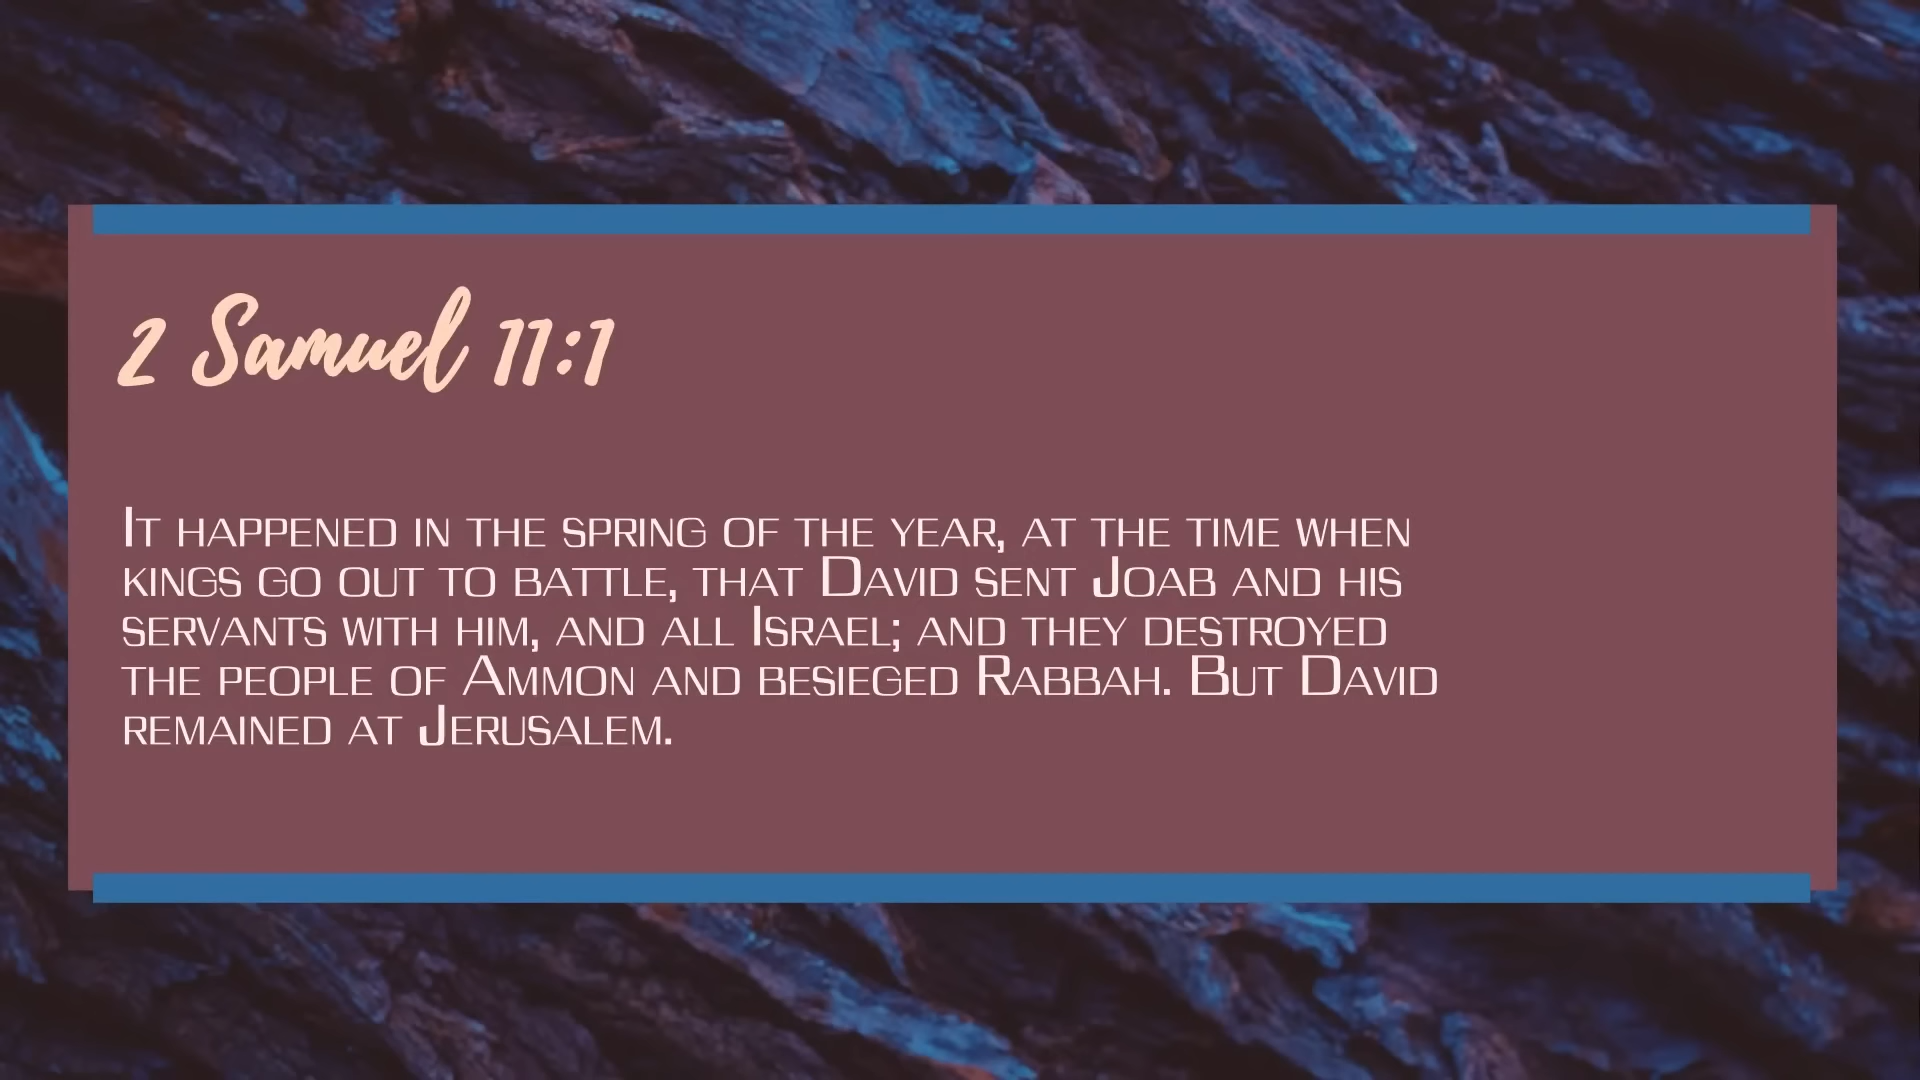 2 Samuel 11:1
It happened in the spring of the year, at the time when
kings go out to battle, that David sent Joab and his
servants with him, and all Israel; and they destroyed
the people of Ammon and besieged Rabbah. But David
remained at Jerusalem.